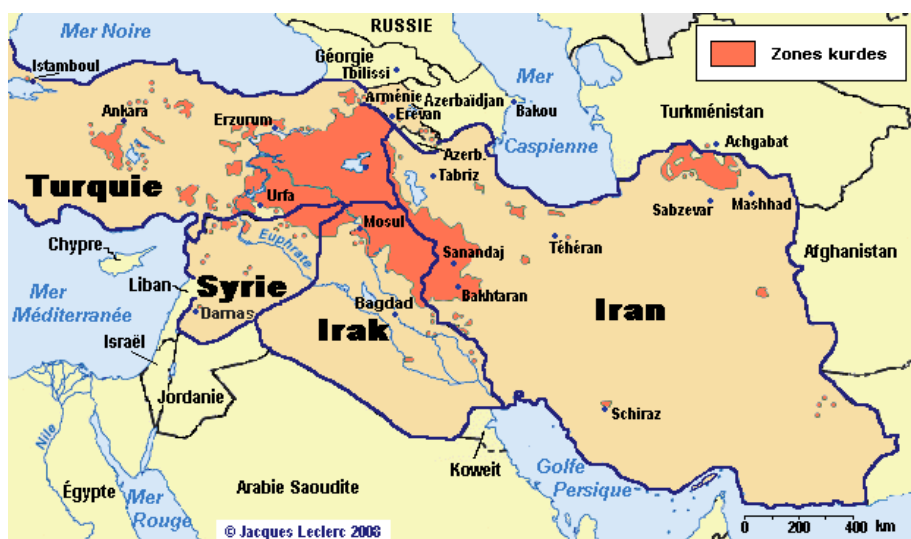 RUSSIE
Mer Noire
Zones kurdes
Géorgie
Tbilissi
Istamboul
Mer
Caspienne
Arménie
Azerbaïdjan
Bakou
Turkménistan
Ankara
Erzurum
Erévan
Achgabat
Azerb.
Tabriz
Turquie
Urfa
Sabzevar
Mashhad
Mosul
Téhéran
Chypre
Euphrate
Sanandaj
Afghanistan
Liban
Syrie
Bakhtaran
Mer
Méditerranée
Damas
Bagdad
Irak
Iran
Israël
Jordanie
Schiraz
Nile
Koweit
Golfe
Persique
Égypte
Mer
Rouge
Arabie Saoudite
© Jacques Leclerc 2008
0 200 400 km